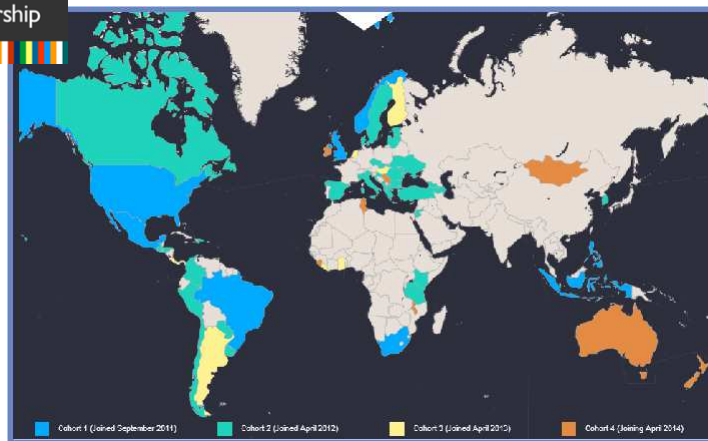 rship
Cohort 1 (Joined September 2011)
Cohort 2 (Joined April 2012)
Cohort 3 (Joined April 2013)
Cohort 4 (Joining April 2014)